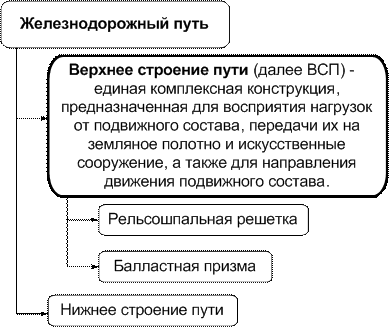 Железнодорожный путь
Верхнее строение пути (далее ВСП) -
единая комплексная конструкция,
предназначенная для восприятия нагрузок
от подвижного состава, передачи их на
земляное полотно и искусственные
сооружение, а также для направления
движения подвижного состава.
Рельсошпальная решетка
Балластная призма
Нижнее строение пути